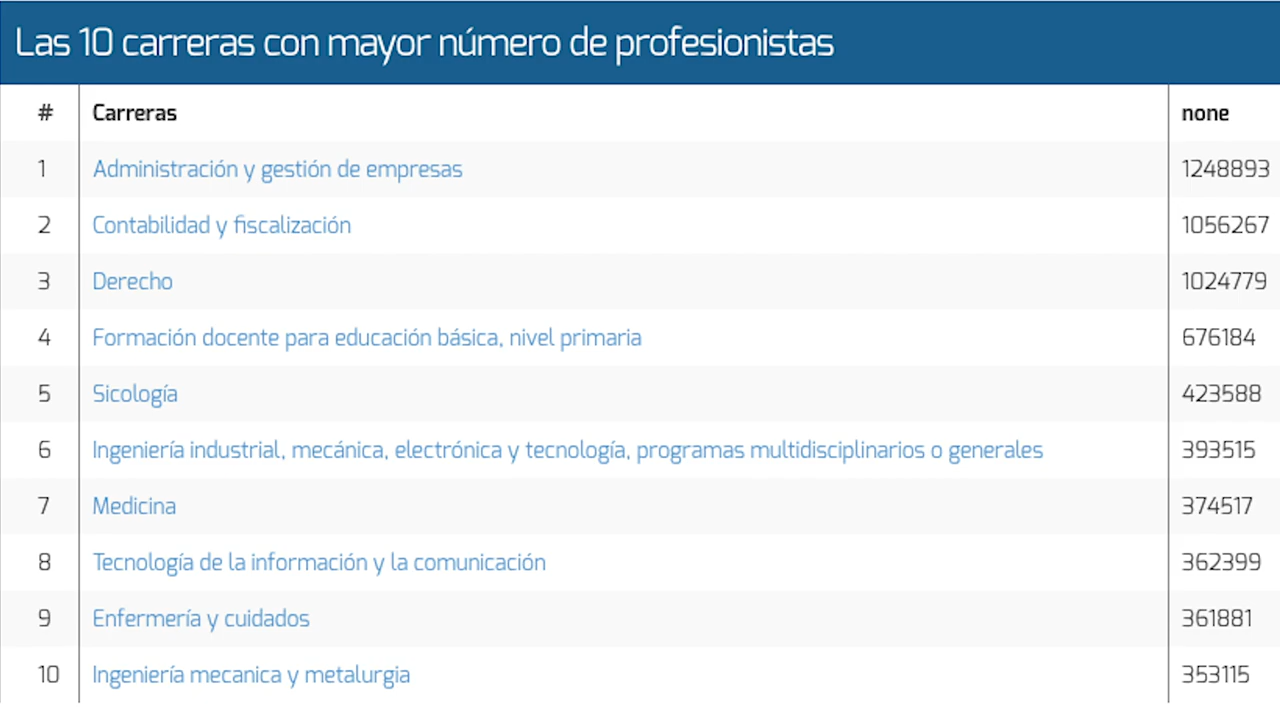 Las 10 carreras con mayor número de profesionistas
# Carreras none
1 Administración y gestión de empresas 1248893
2 Contabilidad y fiscalización 1056267
3 Derecho 1024779
4 Formación docente para educación básica, nivel primaria 676184
5 Sicología 423588
6 Ingeniería industrial, mecánica, electrónica y tecnología, programas multidisciplinarios o generales 393515
7 Medicina 374517
8 Tecnología de la información y la comunicación 362399
9 Enfermería y cuidados 361881
10 Ingeniería mecanica y metalurgia 353115